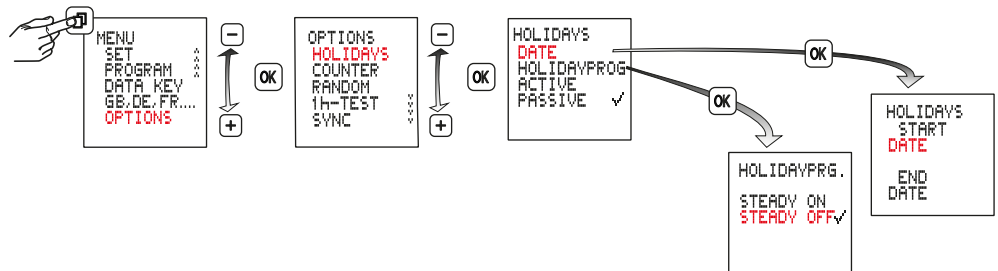 MENU
SET
PROGRAM
DATA KEY
GB,DE,FR....
OPTIONS
−
OK
+
OPTIONS
HOLIDAYS
COUNTER
RANDOM
1h-TEST
SYNC
−
OK
+
HOLIDAYS
DATE
HOLIDAYPROG
ACTIVE
PASSIVE ✓
OK
OK
HOLIDAYPRG.
STEADY ON
STEADY OFF✓
HOLIDAYS
START
DATE
END
DATE